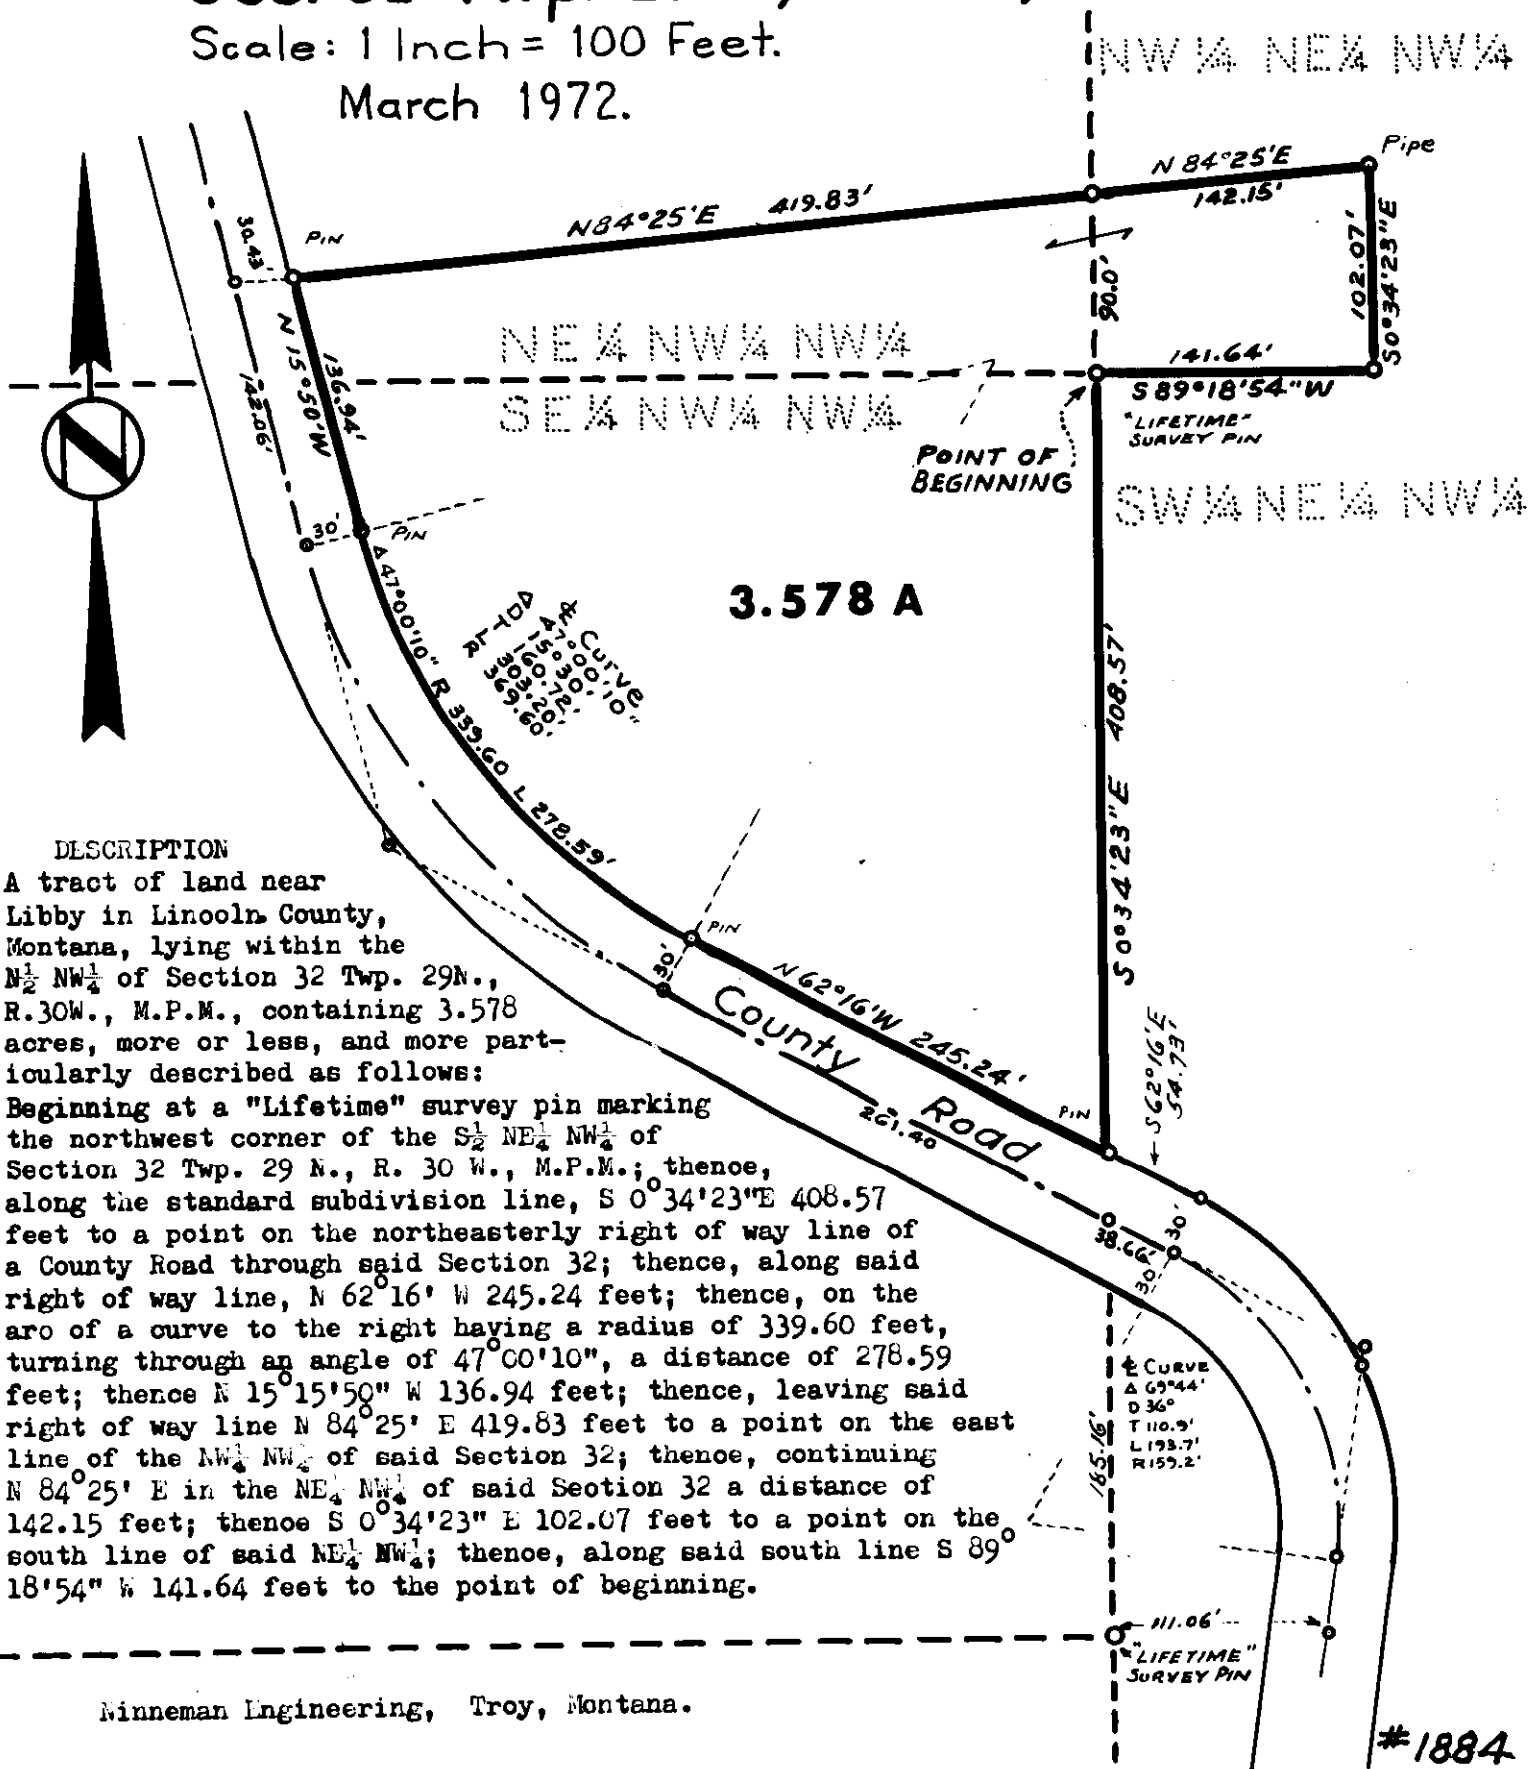 Scale: 1 Inch = 100 Feet.
March 1972.
NW¼ NE¼ NW¼
Pipe
N 84°25'E
142.15'
N84°25'E 419.83'
PIN
30.43'
102.07'
S0°34'23"E
90.0'
N 15°50'W
136.94'
142.06'
NE¼ NW¼ NW¼
SE¼ NW¼ NW¼
141.64'
S 89°18'54"W
"LIFETIME"
SURVEY PIN
POINT OF
BEGINNING
SW¼ NE¼ NW¼
N
30'
PIN
3.578 A
Δ 47°00'10" R 339.60 L 278.59'
℄ Curve
Δ 47°00'10"
D 15°30'
T 160.72'
L 303.20'
R 369.60'
S 0°34'23"E 408.57'
DESCRIPTION
A tract of land near
Libby in Lincoln County,
Montana, lying within the
N½ NW¼ of Section 32 Twp. 29N.,
R.30W., M.P.M., containing 3.578
acres, more or less, and more part-
icularly described as follows:
Beginning at a "Lifetime" survey pin marking
the northwest corner of the S½ NE¼ NW¼ of
Section 32 Twp. 29 N., R. 30 W., M.P.M.; thence,
along the standard subdivision line, S 0°34'23"E 408.57
feet to a point on the northeasterly right of way line of
a County Road through said Section 32; thence, along said
right of way line, N 62°16' W 245.24 feet; thence, on the
arc of a curve to the right having a radius of 339.60 feet,
turning through an angle of 47°00'10", a distance of 278.59
feet; thence N 15°15'50" W 136.94 feet; thence, leaving said
right of way line N 84°25' E 419.83 feet to a point on the east
line of the NW¼ NW¼ of said Section 32; thence, continuing
N 84°25' E in the NE¼ NW¼ of said Section 32 a distance of
142.15 feet; thence S 0°34'23" E 102.07 feet to a point on the
south line of said NE¼ NW¼; thence, along said south line S 89°
18'54" W 141.64 feet to the point of beginning.
PIN
30'
N 62°16'W 245.24'
County Road
261.40
PIN
S62°16'E
54.73'
38.66'
30'
30'
℄ CURVE
Δ 69°44'
D 36°
T 110.9'
L 193.7'
R 159.2'
165.16'
111.06'
"LIFETIME"
SURVEY PIN
Ninneman Engineering, Troy, Montana.
#1884